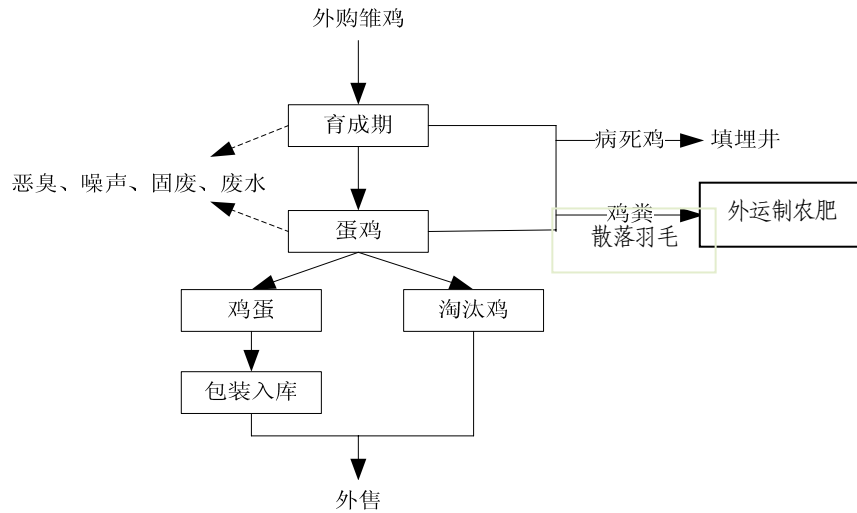 外购雏鸡
育成期
病死鸡
填埋井
恶臭、噪声、固废、废水
鸡粪
散落羽毛
外运制农肥
蛋鸡
鸡蛋
淘汰鸡
包装入库
外售